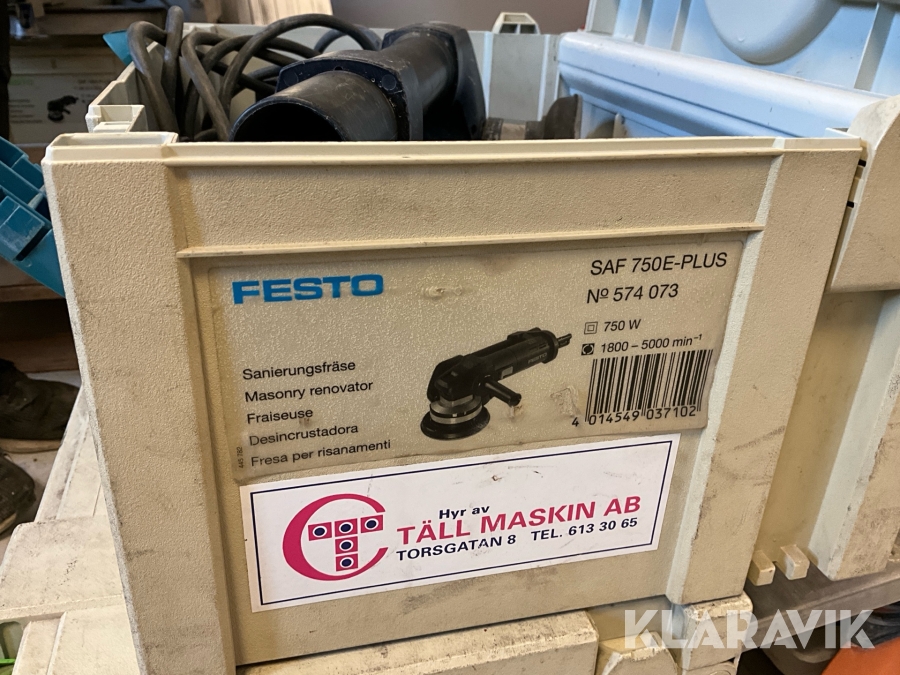 FESTO
SAF 750E-PLUS
Nº 574 073
750 W
1800 – 5000 min⁻¹
Sanierungsfräse
Masonry renovator
Fraiseuse
Desincrustadora
Fresa per risanamenti
4 014549 037102
Hyr av
TÄLL MASKIN AB
TORSGATAN 8 TEL. 613 30 65
KLARAVIK